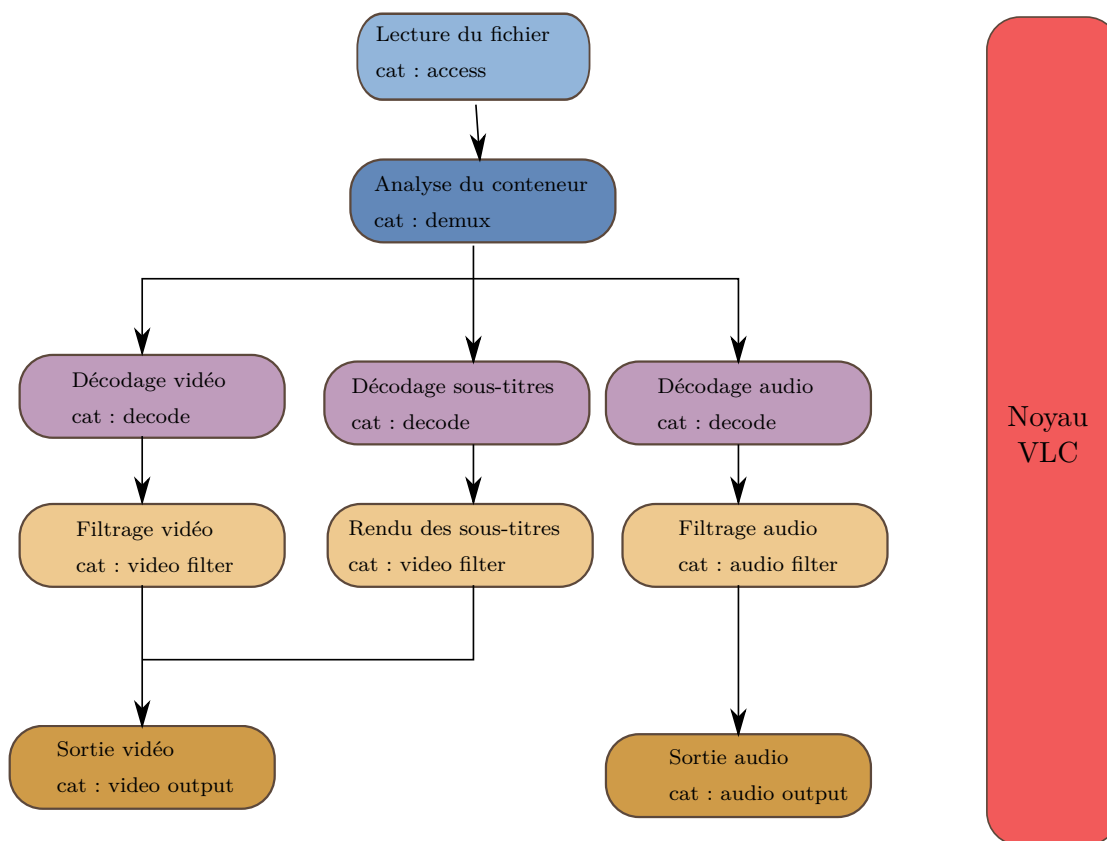 Lecture du fichier
cat : access
Analyse du conteneur
cat : demux
Décodage vidéo
cat : decode
Décodage sous-titres
cat : decode
Décodage audio
cat : decode
Filtrage vidéo
cat : video filter
Rendu des sous-titres
cat : video filter
Filtrage audio
cat : audio filter
Sortie vidéo
cat : video output
Sortie audio
cat : audio output
Noyau
VLC